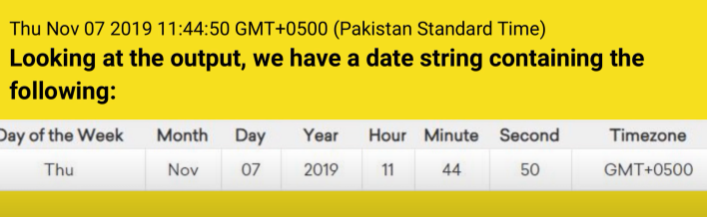 Thu Nov 07 2019 11:44:50 GMT+0500 (Pakistan Standard Time)
Looking at the output, we have a date string containing the
following:
Day of the Week Month Day Year Hour Minute Second Timezone
Thu Nov 07 2019 11 44 50 GMT+0500